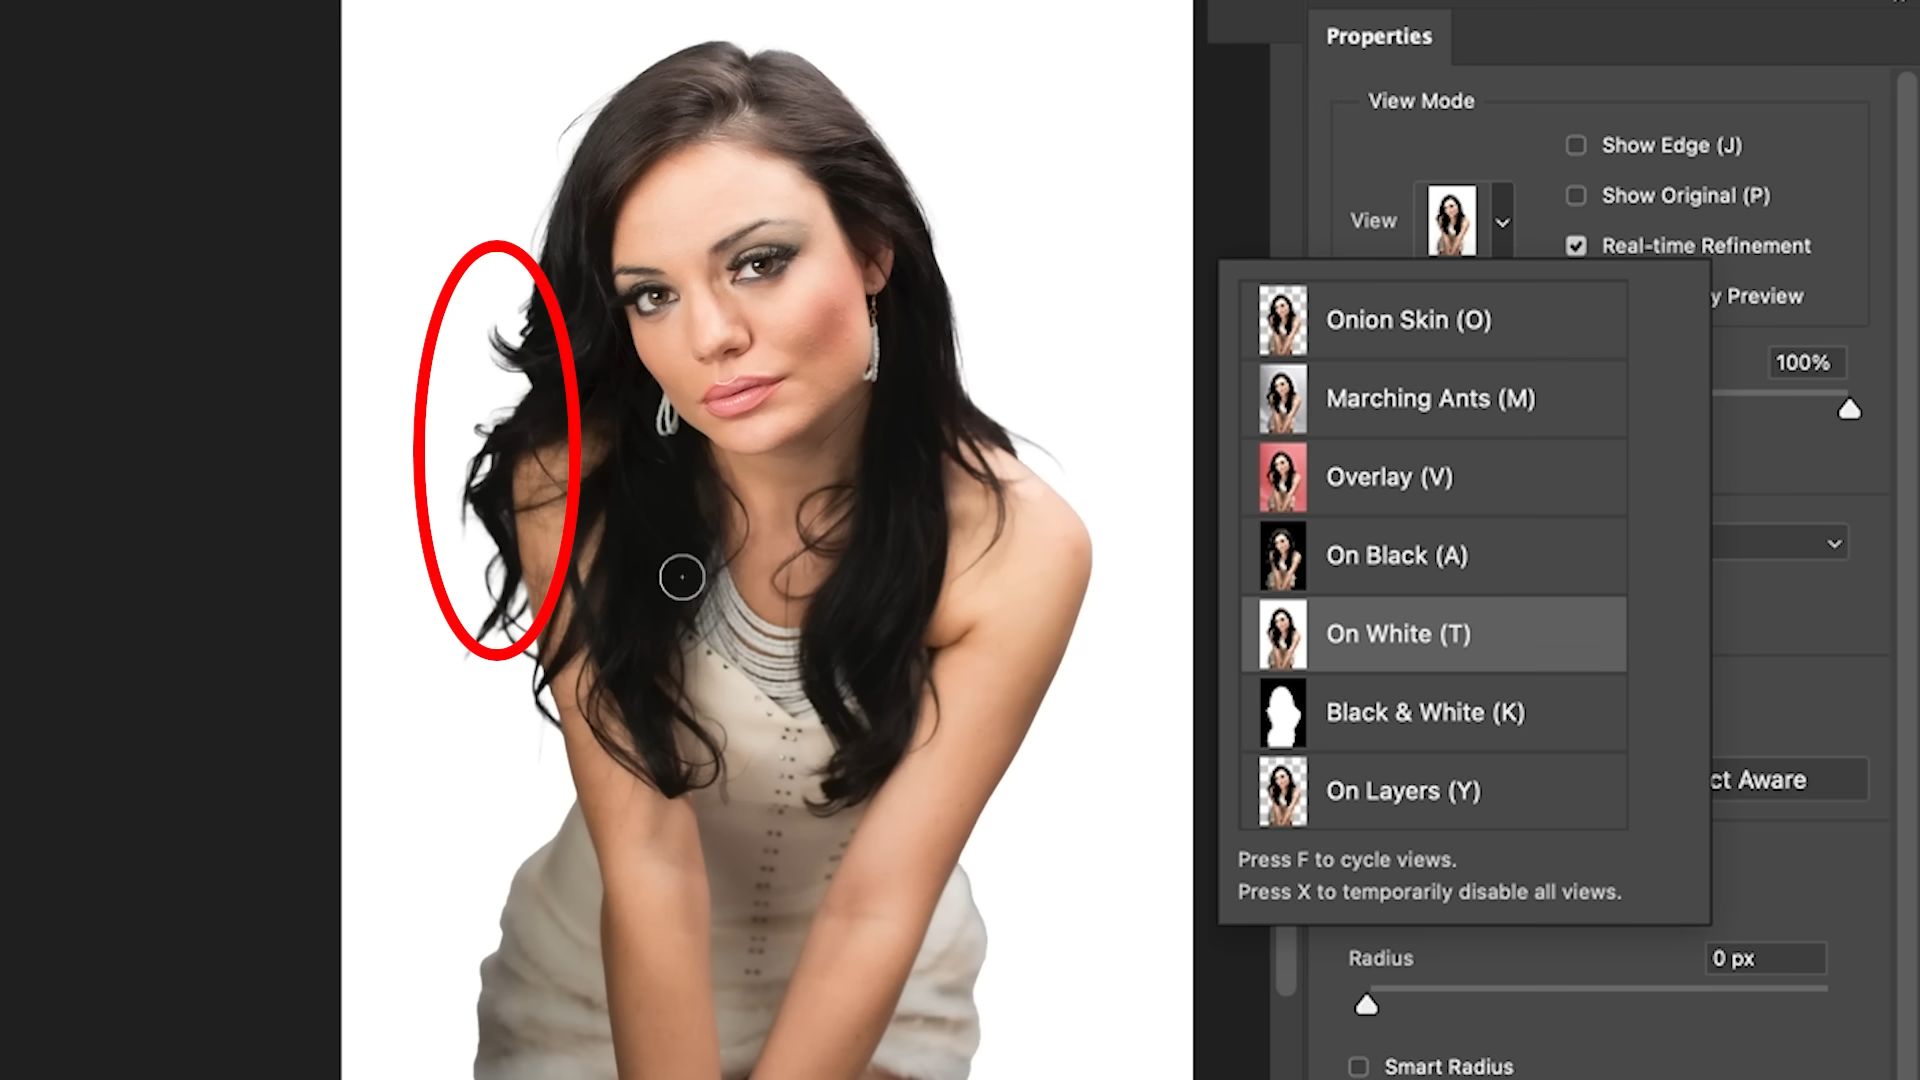 Properties
View Mode
Show Edge (J)
Show Original (P)
View
Real-time Refinement
y Preview
Onion Skin (O)
100%
Marching Ants (M)
Overlay (V)
On Black (A)
On White (T)
Black & White (K)
ct Aware
On Layers (Y)
Press F to cycle views.
Press X to temporarily disable all views.
Radius
0 px
Smart Radius